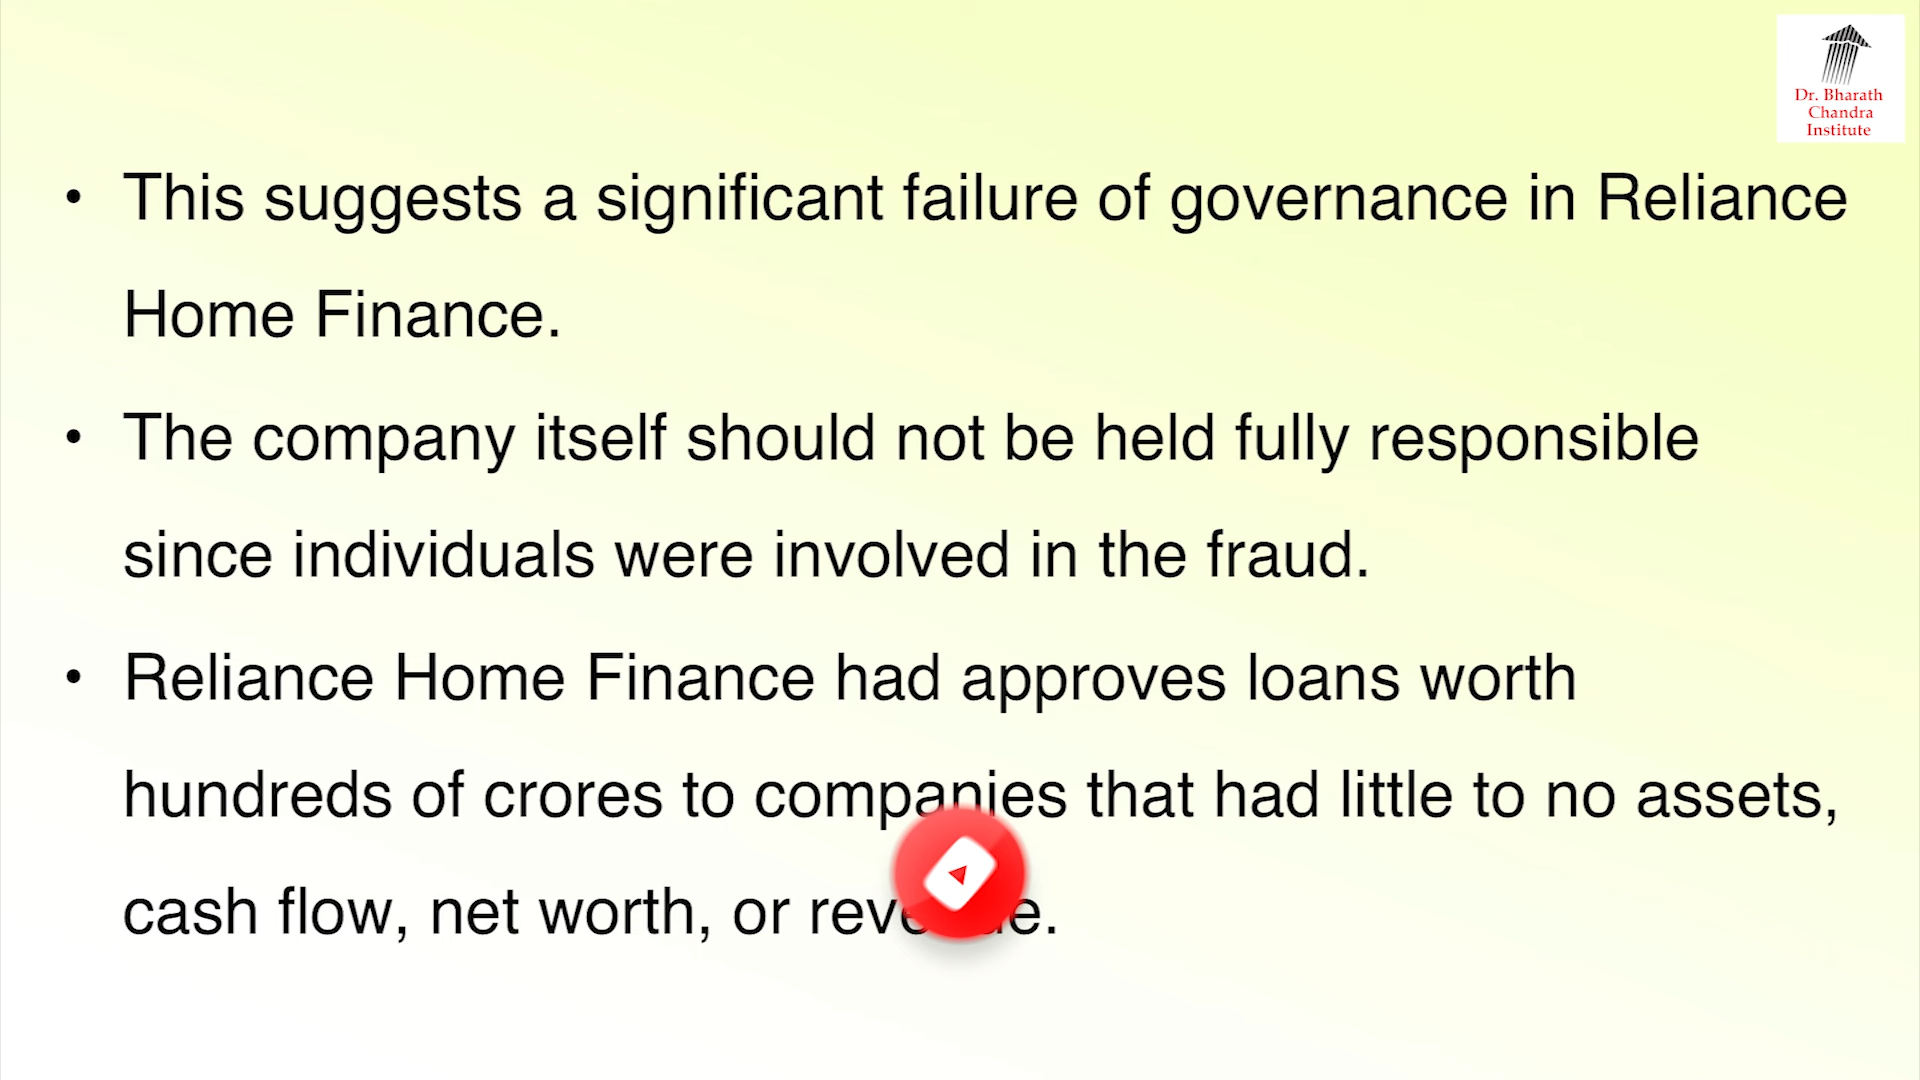 Dr. Bharath
Chandra
Institute
• This suggests a significant failure of governance in Reliance
Home Finance.
• The company itself should not be held fully responsible
since individuals were involved in the fraud.
• Reliance Home Finance had approves loans worth
hundreds of crores to companies that had little to no assets,
cash flow, net worth, or